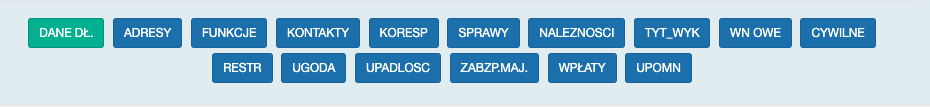 DANE DŁ. ADRESY FUNKCJE KONTAKTY KORESP SPRAWY NALEZNOSCI TYT_WYK WN OWE CYWILNE
RESTR UGODA UPADLOSC ZABZP.MAJ. WPŁATY UPOMN